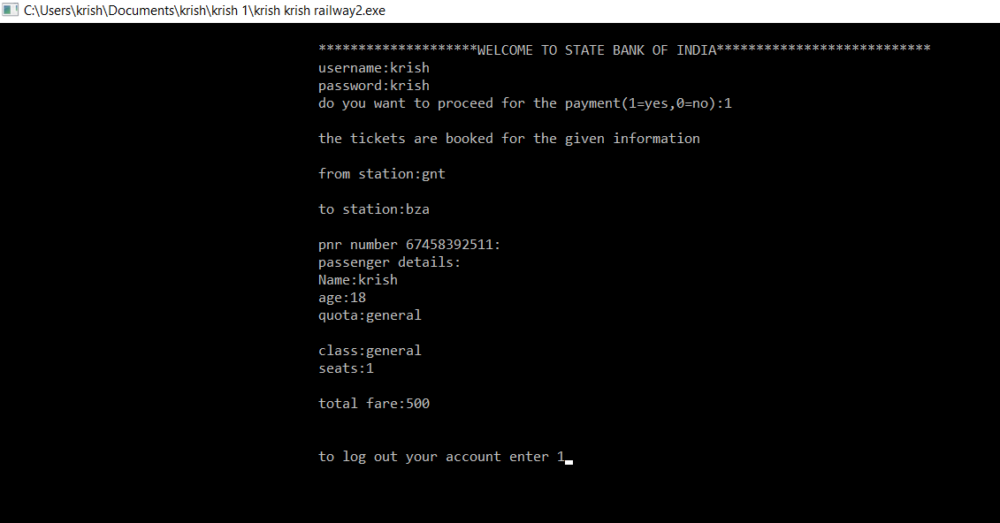 C:\Users\krish\Documents\krish\krish 1\krish krish railway2.exe
********************WELCOME TO STATE BANK OF INDIA***************************
username:krish
password:krish
do you want to proceed for the payment(1=yes,0=no):1
the tickets are booked for the given information
from station:gnt
to station:bza
pnr number 67458392511:
passenger details:
Name:krish
age:18
quota:general
class:general
seats:1
total fare:500
to log out your account enter 1